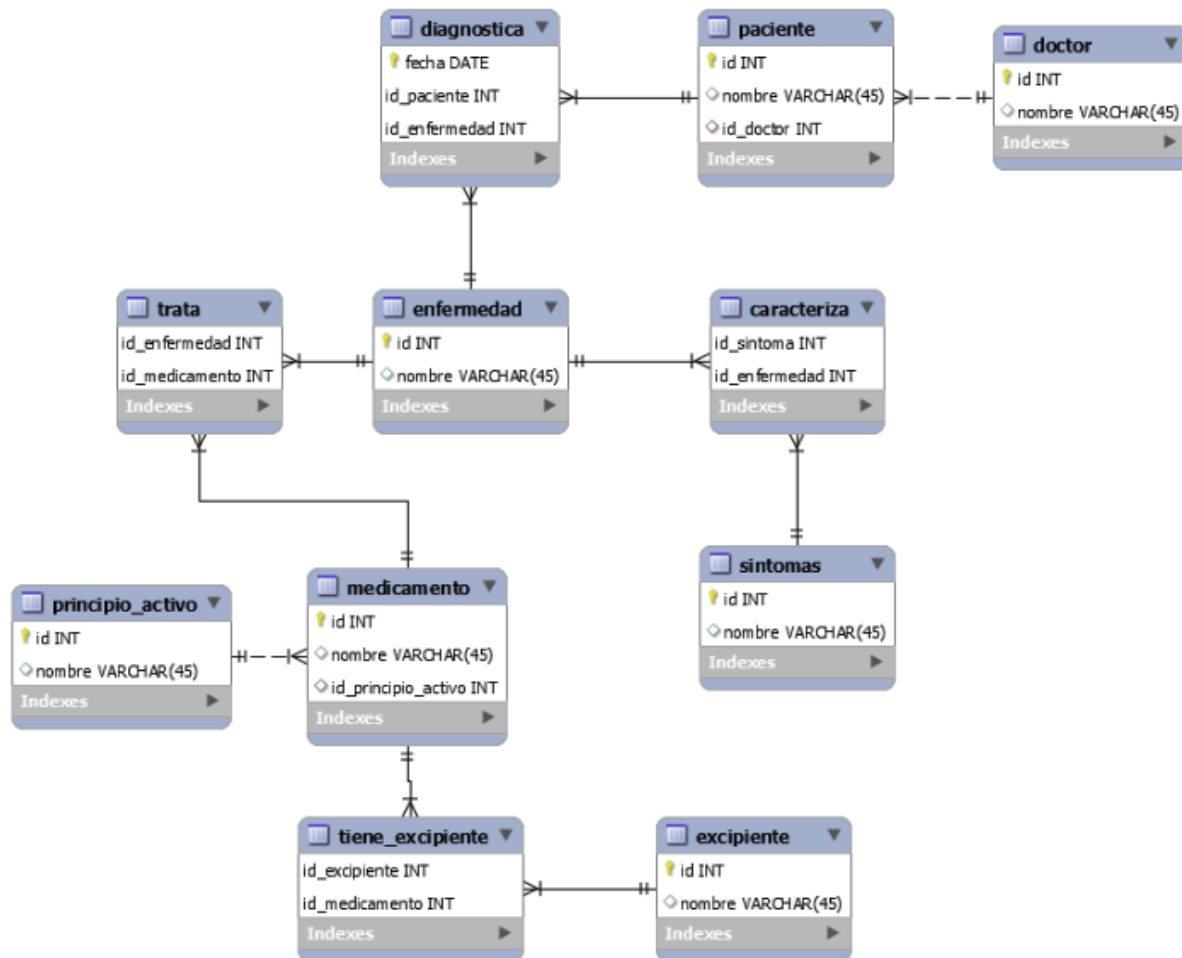 diagnostica
fecha DATE
id_paciente INT
id_enfermedad INT
Indexes
paciente
id INT
nombre VARCHAR(45)
id_doctor INT
Indexes
doctor
id INT
nombre VARCHAR(45)
Indexes
trata
id_enfermedad INT
id_medicamento INT
Indexes
enfermedad
id INT
nombre VARCHAR(45)
Indexes
caracteriza
id_sintoma INT
id_enfermedad INT
Indexes
principio_activo
id INT
nombre VARCHAR(45)
Indexes
medicamento
id INT
nombre VARCHAR(45)
id_principio_activo INT
Indexes
sintomas
id INT
nombre VARCHAR(45)
Indexes
tiene_excipiente
id_excipiente INT
id_medicamento INT
Indexes
excipiente
id INT
nombre VARCHAR(45)
Indexes